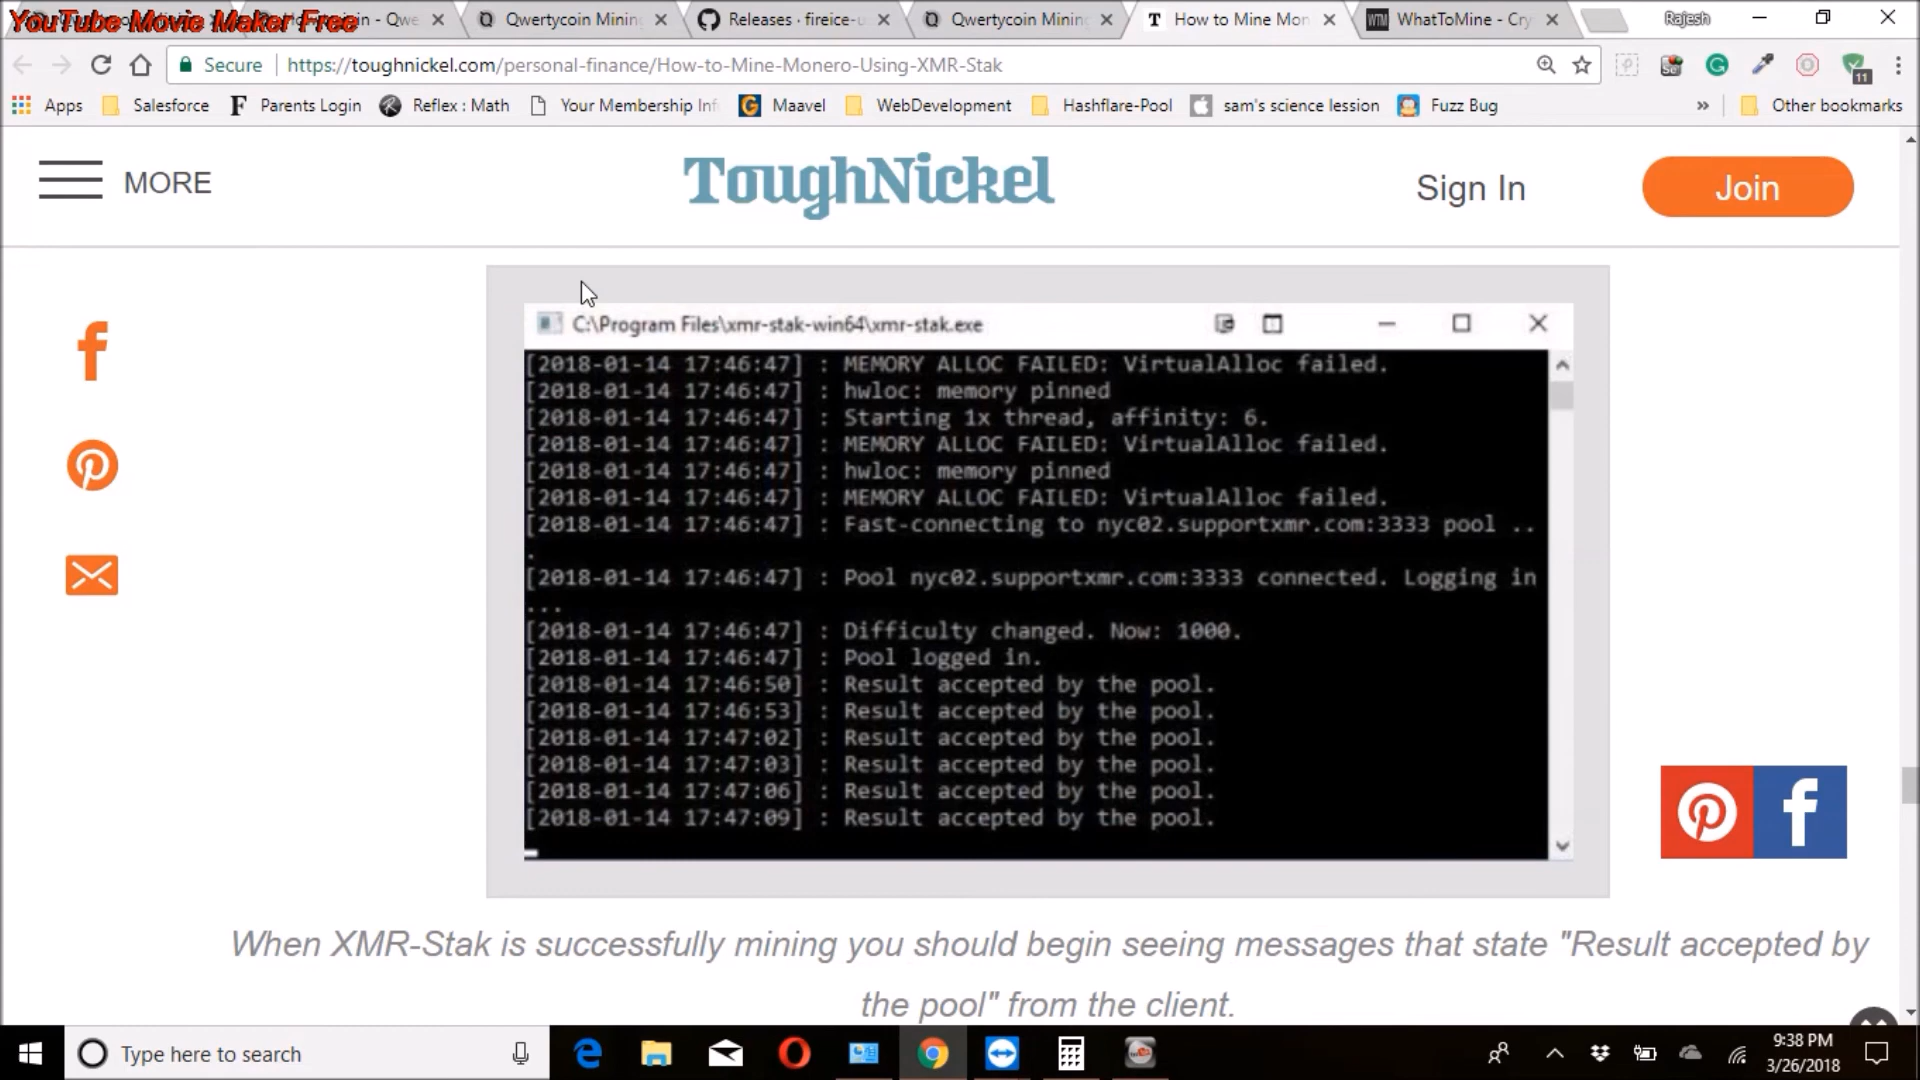 YouTube Movie Maker Free
- Qwe
Qwertycoin Minin
Releases · fireice-u
Qwertycoin Minin
How to Mine Mon
WhatToMine - Cry
Rajesh
Secure
https://toughnickel.com/personal-finance/How-to-Mine-Monero-Using-XMR-Stak
11
Apps
Salesforce
Parents Login
Reflex : Math
Your Membership Inf
Maavel
WebDevelopment
Hashflare-Pool
sam's science lession
Fuzz Bug
»
Other bookmarks
MORE
ToughNickel
Sign In
Join
C:\Program Files\xmr-stak-win64\xmr-stak.exe
[2018-01-14 17:46:47] : MEMORY ALLOC FAILED: VirtualAlloc failed.
[2018-01-14 17:46:47] : hwloc: memory pinned
[2018-01-14 17:46:47] : Starting 1x thread, affinity: 6.
[2018-01-14 17:46:47] : MEMORY ALLOC FAILED: VirtualAlloc failed.
[2018-01-14 17:46:47] : hwloc: memory pinned
[2018-01-14 17:46:47] : MEMORY ALLOC FAILED: VirtualAlloc failed.
[2018-01-14 17:46:47] : Fast-connecting to nyc02.supportxmr.com:3333 pool ..
.
[2018-01-14 17:46:47] : Pool nyc02.supportxmr.com:3333 connected. Logging in
...
[2018-01-14 17:46:47] : Difficulty changed. Now: 1000.
[2018-01-14 17:46:47] : Pool logged in.
[2018-01-14 17:46:50] : Result accepted by the pool.
[2018-01-14 17:46:53] : Result accepted by the pool.
[2018-01-14 17:47:02] : Result accepted by the pool.
[2018-01-14 17:47:03] : Result accepted by the pool.
[2018-01-14 17:47:06] : Result accepted by the pool.
[2018-01-14 17:47:09] : Result accepted by the pool.
When XMR-Stak is successfully mining you should begin seeing messages that state "Result accepted by
the pool" from the client.
Type here to search
9:38 PM
3/26/2018